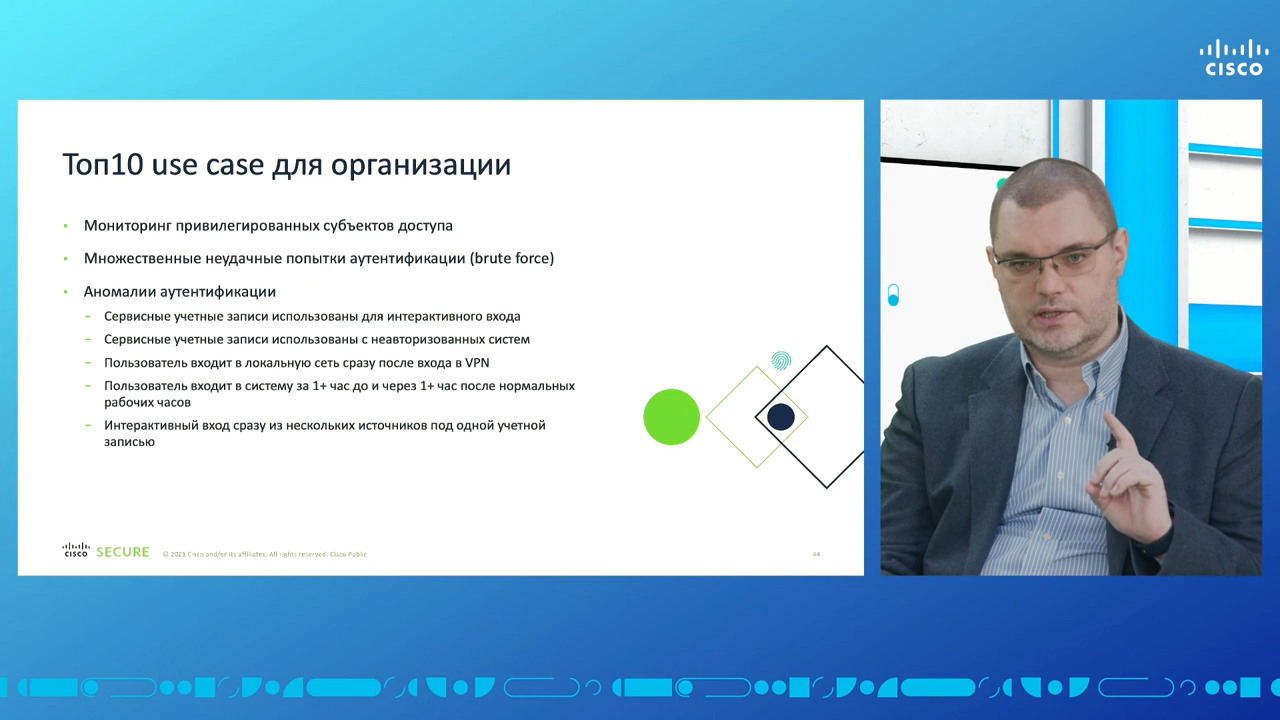 CISCO
Топ10 use case для организации
• Мониторинг привилегированных субъектов доступа
• Множественные неудачные попытки аутентификации (brute force)
• Аномалии аутентификации
– Сервисные учетные записи использованы для интерактивного входа
– Сервисные учетные записи использованы с неавторизованных систем
– Пользователь входит в локальную сеть сразу после входа в VPN
– Пользователь входит в систему за 1+ час до и через 1+ час после нормальных
рабочих часов
– Интерактивный вход сразу из нескольких источников под одной учетной
записью
CISCO SECURE © 2021 Cisco and/or its affiliates. All rights reserved. Cisco Public 44